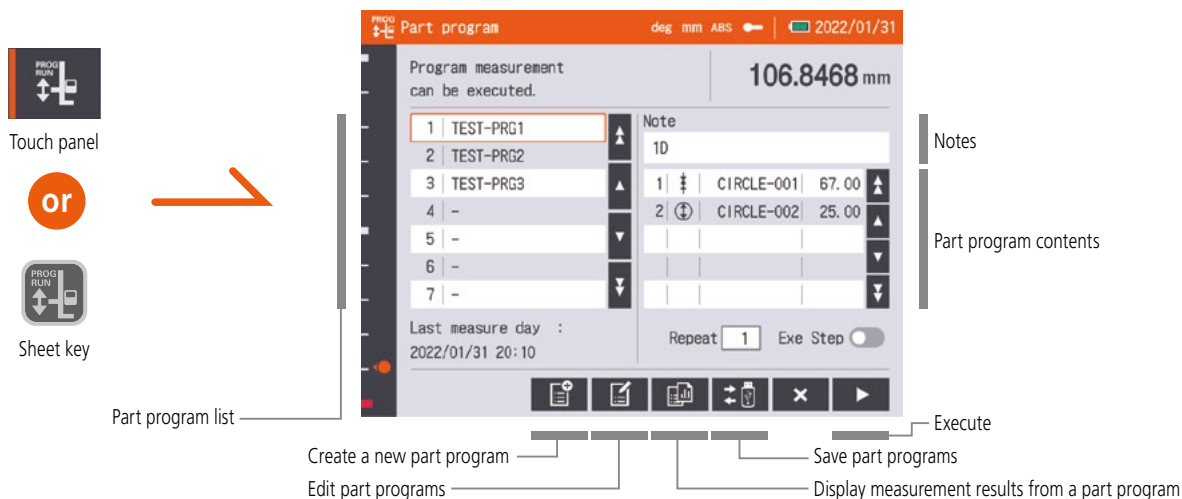 PROG
RUN
Touch panel
or
PROG
RUN
Sheet key
PROG Part program deg mm ABS 2022/01/31
Program measurement
can be executed.
106.8468 mm
1 TEST-PRG1
2 TEST-PRG2
3 TEST-PRG3
4 -
5 -
6 -
7 -
Note
1D
1 CIRCLE-001 67.00
2 CIRCLE-002 25.00
Last measure day :
2022/01/31 20:10
Repeat 1 Exe Step
Notes
Part program contents
Part program list
Execute
Create a new part program
Save part programs
Edit part programs
Display measurement results from a part program